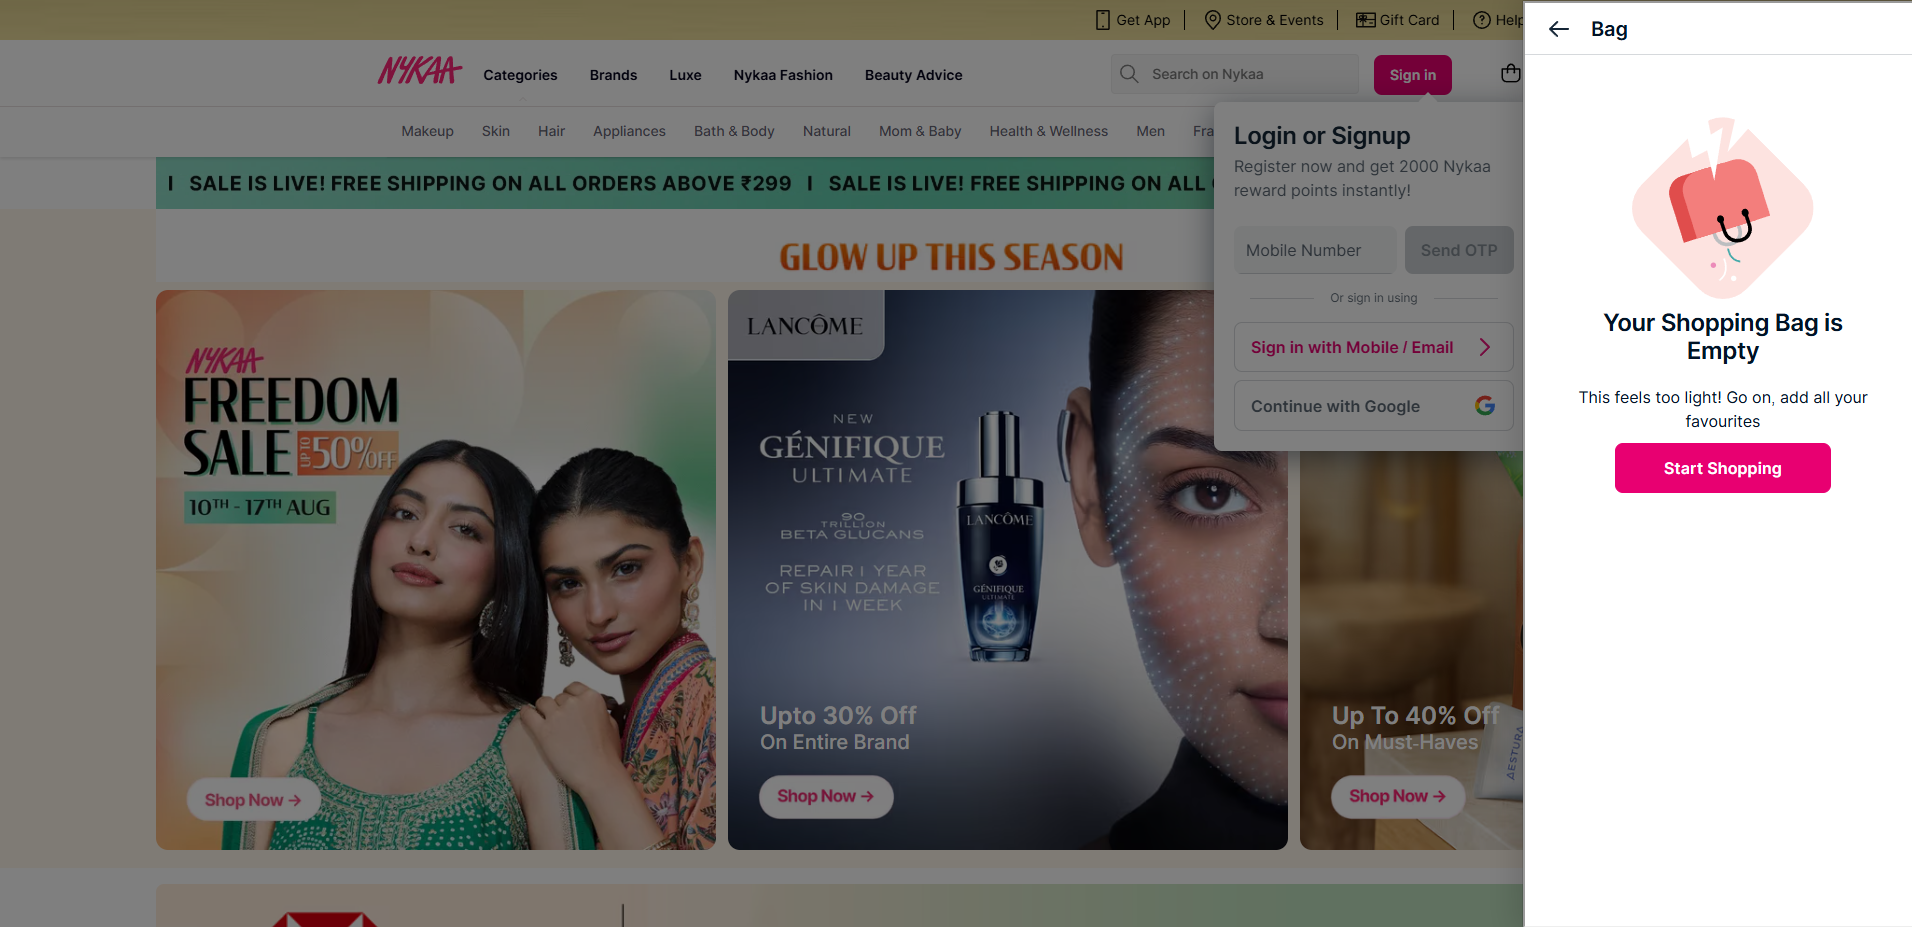 Get App
Store & Events
Gift Card
Help
NYKAA
Categories
Brands
Luxe
Nykaa Fashion
Beauty Advice
Search on Nykaa
Sign in
Makeup
Skin
Hair
Appliances
Bath & Body
Natural
Mom & Baby
Health & Wellness
Men
Fra
I SALE IS LIVE! FREE SHIPPING ON ALL ORDERS ABOVE ₹299 I SALE IS LIVE! FREE SHIPPING ON ALL
Login or Signup
Register now and get 2000 Nykaa
reward points instantly!
Mobile Number
Send OTP
Or sign in using
Sign in with Mobile / Email
Continue with Google
GLOW UP THIS SEASON
NYKAA
FREEDOM
SALE UP TO 50% OFF
10TH - 17TH AUG
Shop Now →
LANCÔME
NEW
GÉNIFIQUE
ULTIMATE
90
TRILLION
BETA GLUCANS
REPAIR 1 YEAR
OF SKIN DAMAGE
IN 1 WEEK
LANCÔME
GÉNIFIQUE
ULTIMATE
Upto 30% Off
On Entire Brand
Shop Now →
Up To 40% Off
On Must-Haves
Shop Now →
AESTURA
Bag
Your Shopping Bag is
Empty
This feels too light! Go on, add all your
favourites
Start Shopping